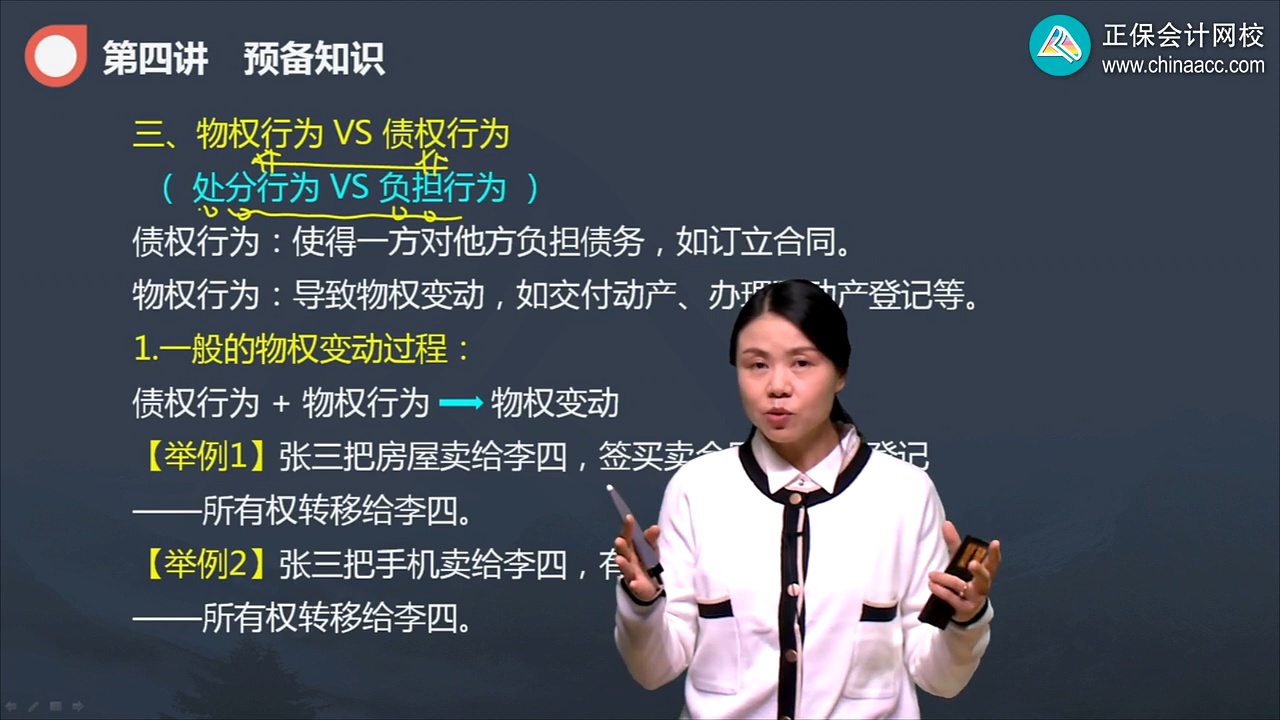 第四讲 预备知识
正保会计网校
www.chinaacc.com
三、物权行为 VS 债权行为
（ 处分行为 VS 负担行为 ）
债权行为：使得一方对他方负担债务，如订立合同。
物权行为：导致物权变动，如交付动产、办理 动产登记等。
1.一般的物权变动过程：
债权行为 + 物权行为 物权变动
【举例1】张三把房屋卖给李四，签买卖 登记
——所有权转移给李四。
【举例2】张三把手机卖给李四，有
——所有权转移给李四。